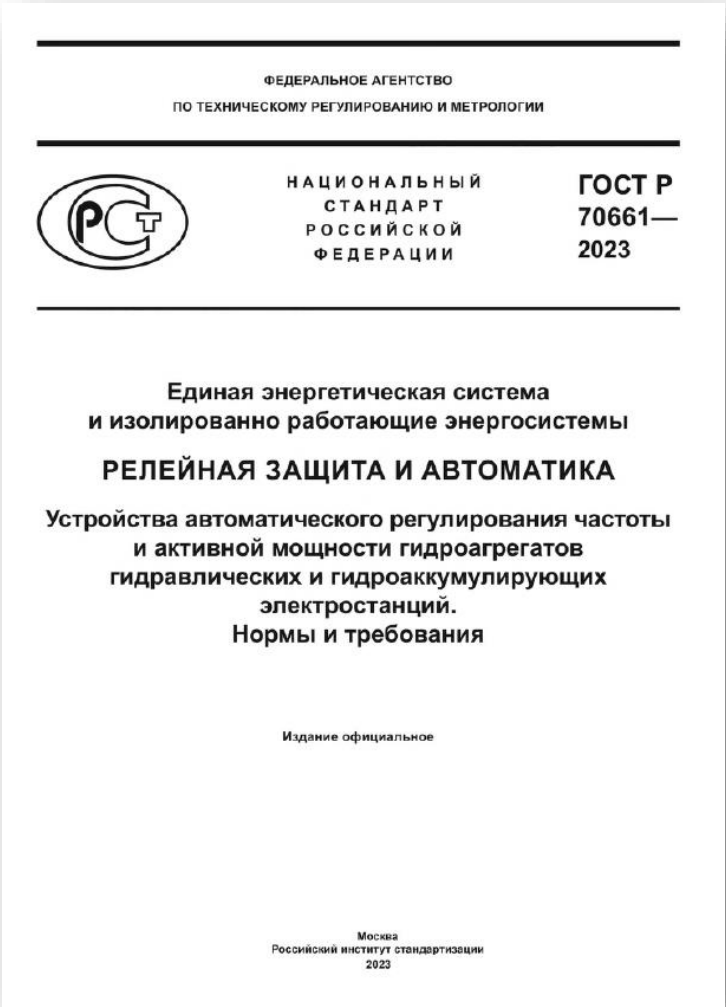 ФЕДЕРАЛЬНОЕ АГЕНТСТВО
ПО ТЕХНИЧЕСКОМУ РЕГУЛИРОВАНИЮ И МЕТРОЛОГИИ
РСТ
НАЦИОНАЛЬНЫЙ
СТАНДАРТ
РОССИЙСКОЙ
ФЕДЕРАЦИИ
ГОСТ Р
70661—
2023
Единая энергетическая система
и изолированно работающие энергосистемы
РЕЛЕЙНАЯ ЗАЩИТА И АВТОМАТИКА
Устройства автоматического регулирования частоты
и активной мощности гидроагрегатов
гидравлических и гидроаккумулирующих
электростанций.
Нормы и требования
Издание официальное
Москва
Российский институт стандартизации
2023